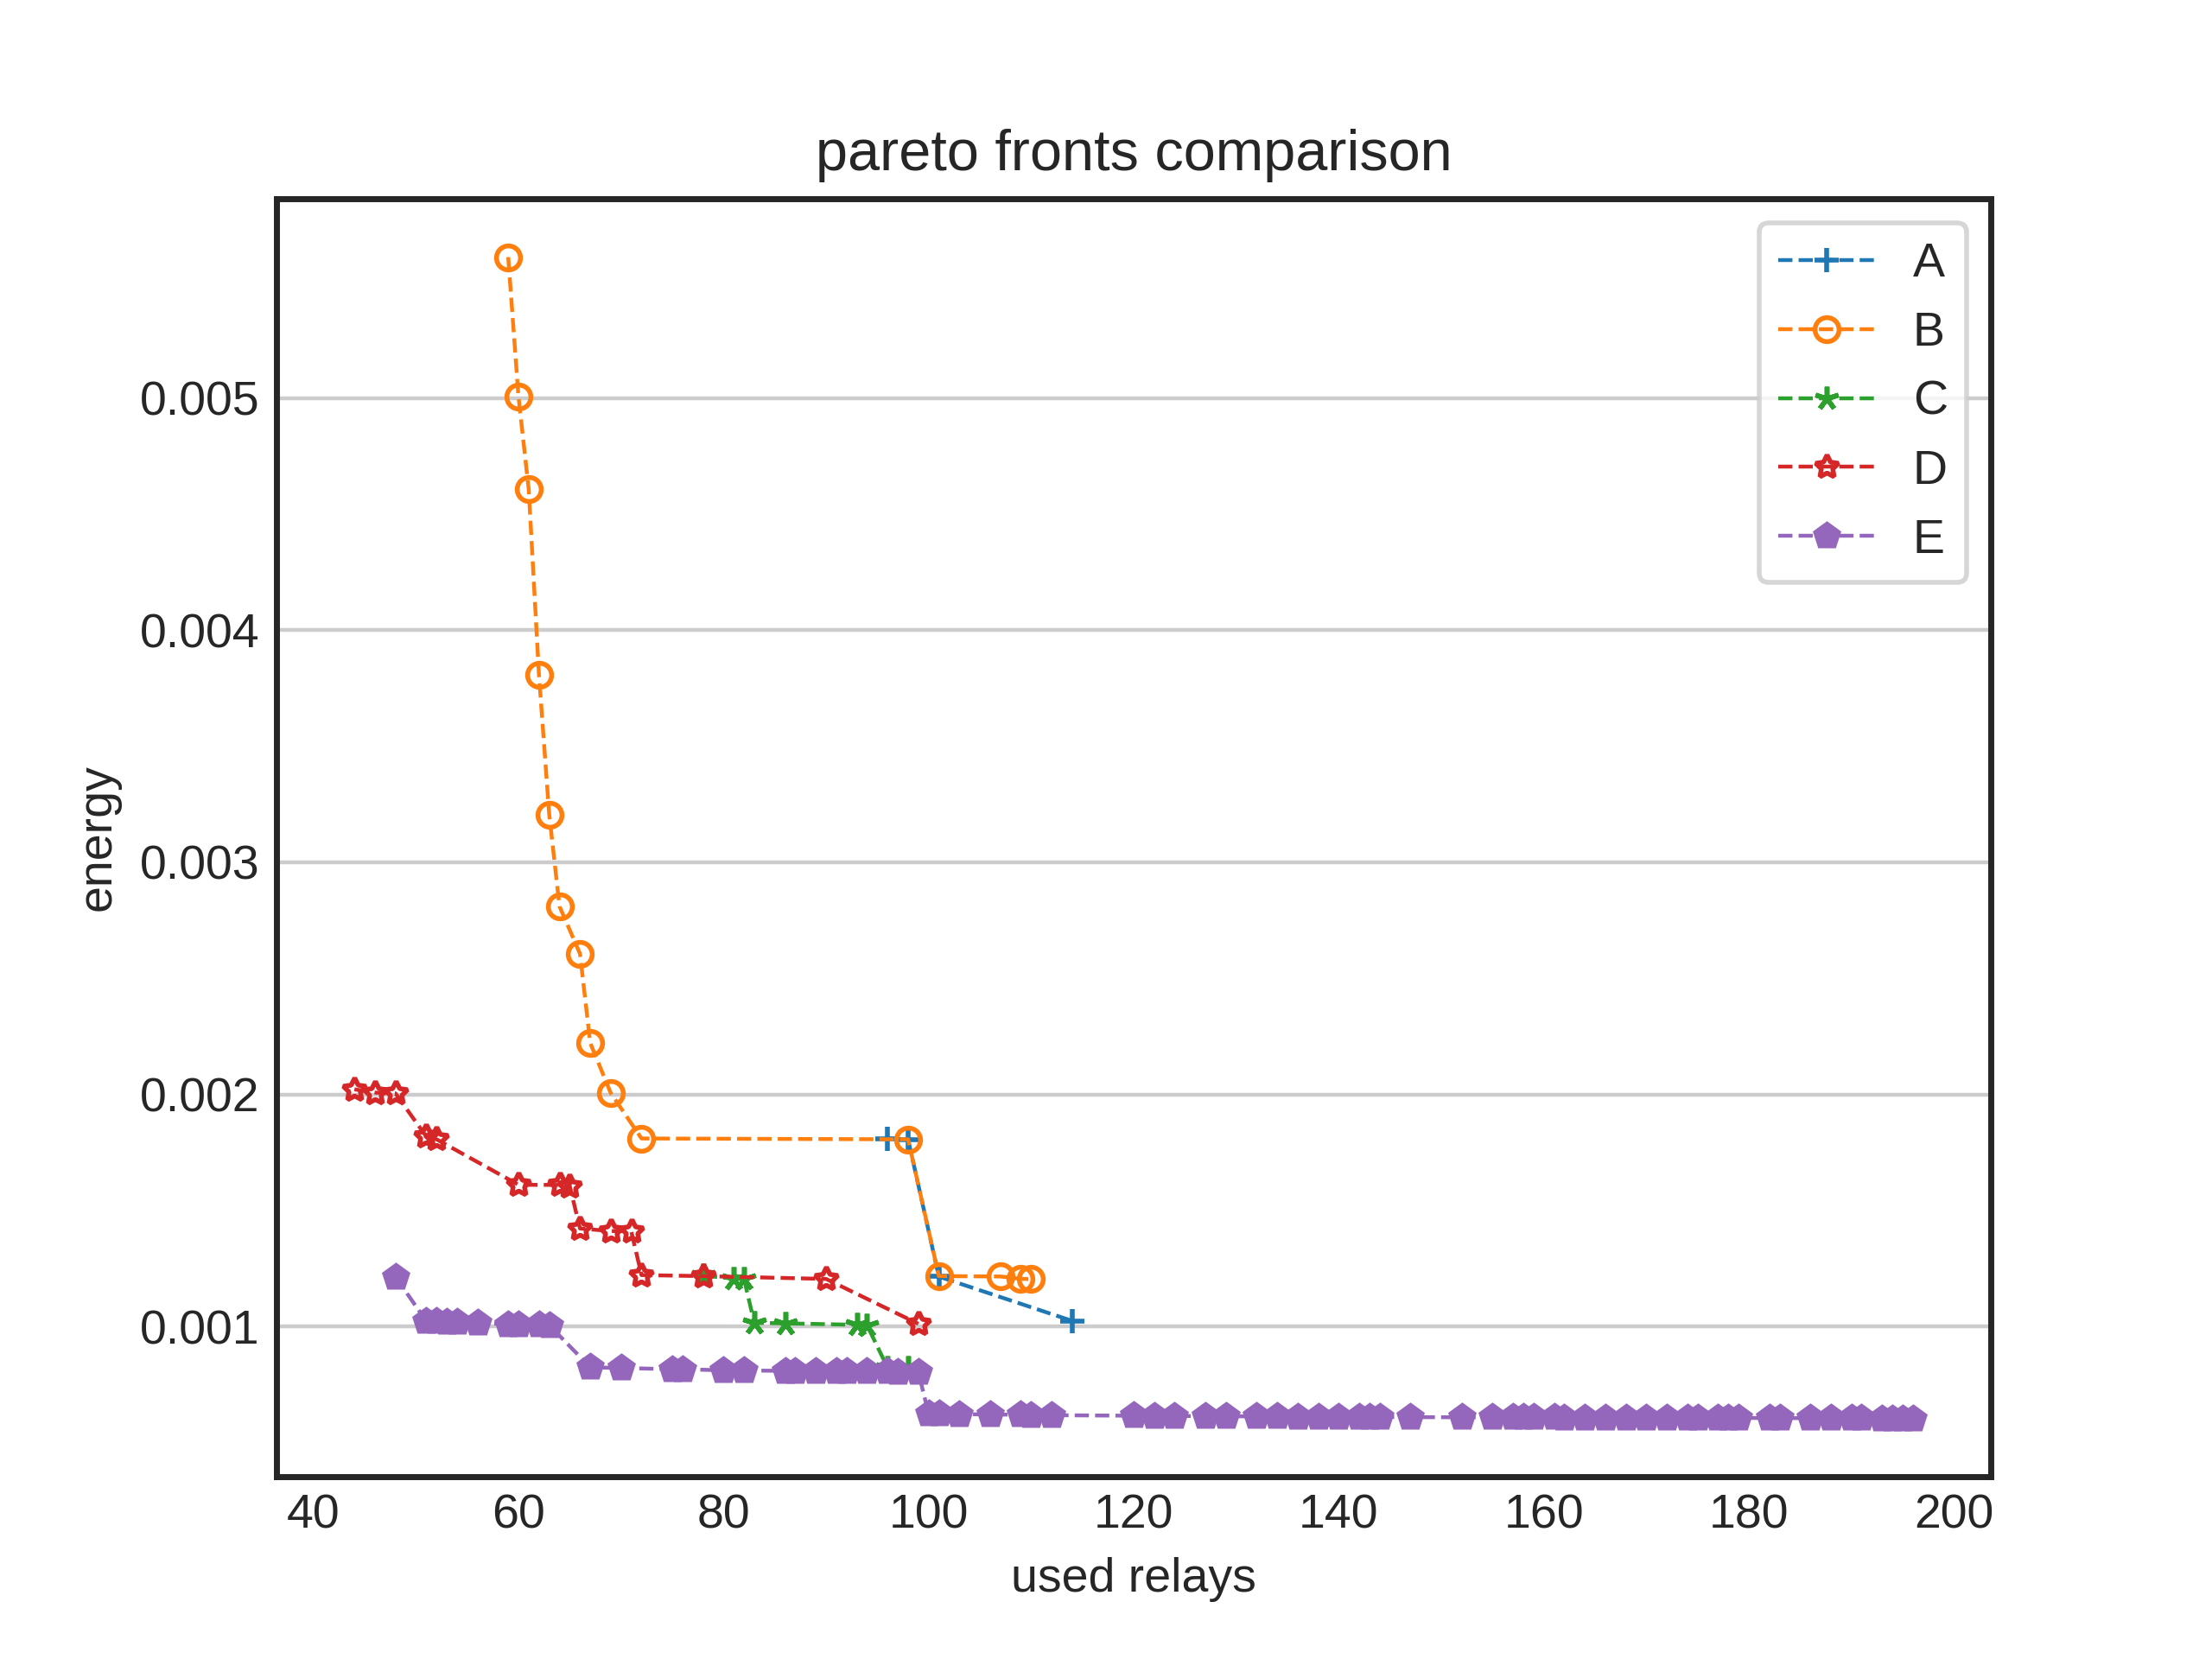 pareto fronts comparison
A
B
C
D
E
0.005
0.004
0.003
0.002
0.001
energy
40 60 80 100 120 140 160 180 200
used relays